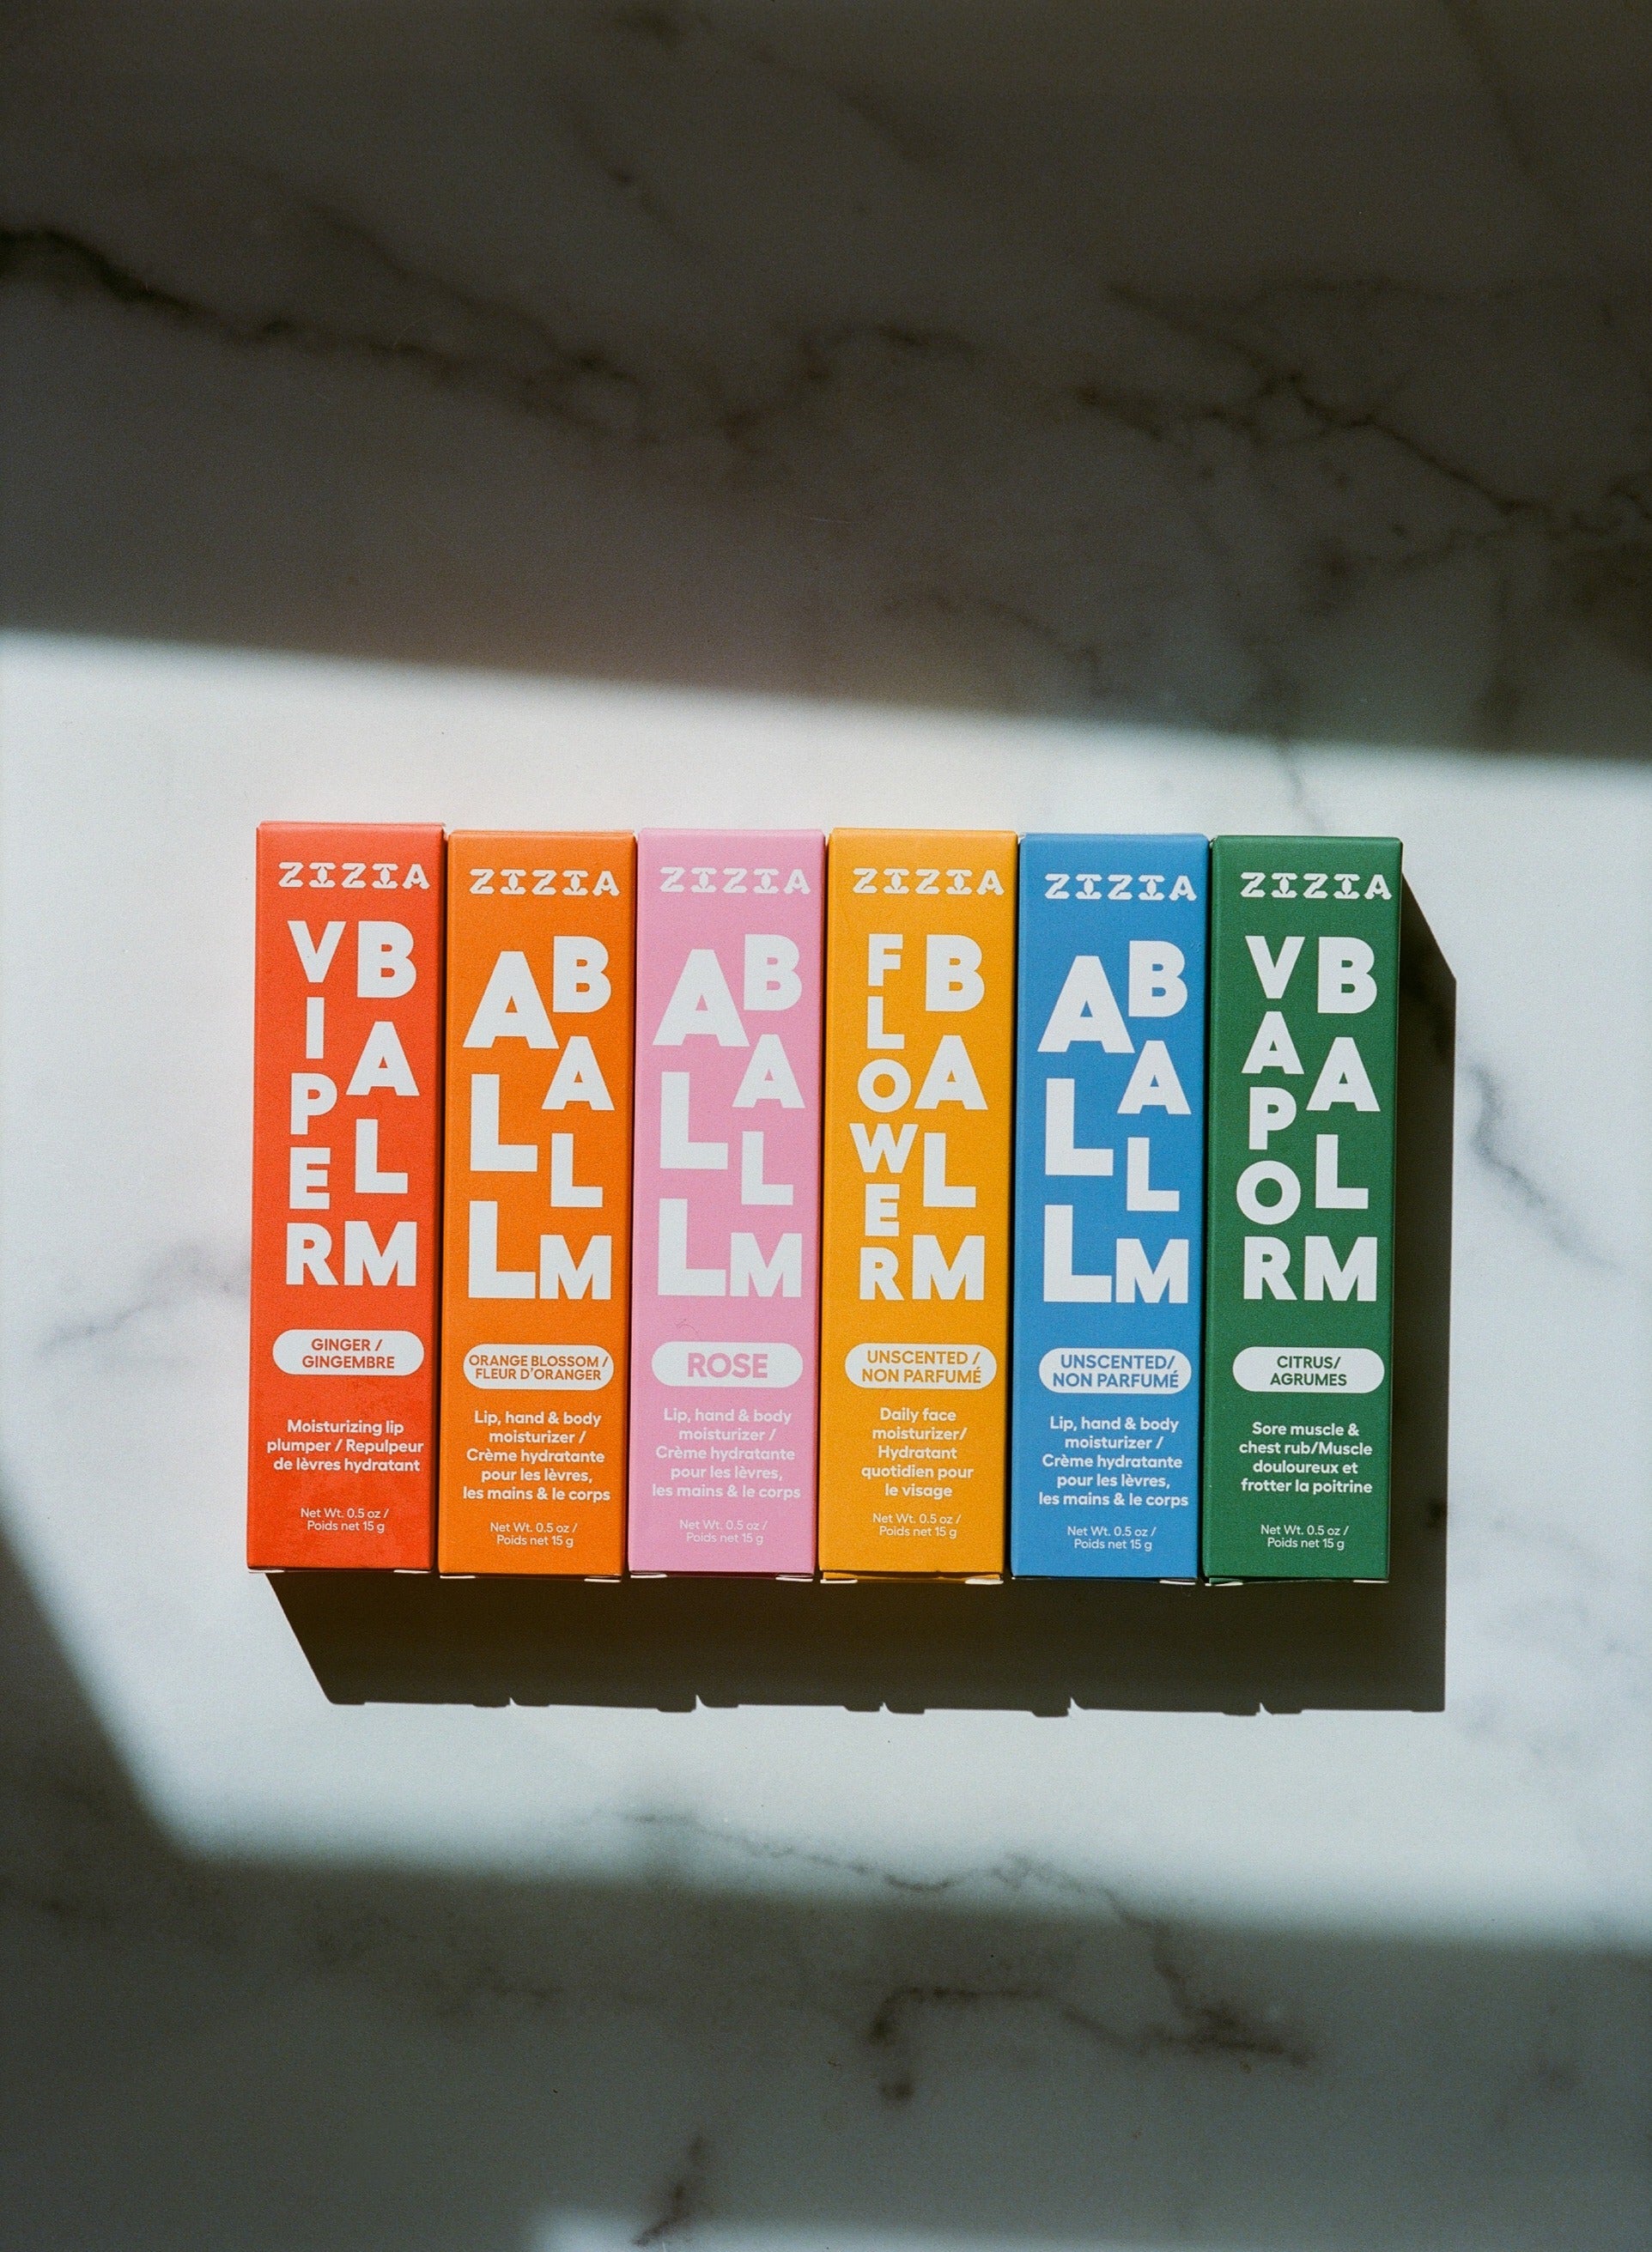 ZIZIA
VIPER BALM
GINGER /
GINGEMBRE
Moisturizing lip
plumper / Repulpeur
de lèvres hydratant
Net Wt. 0.5 oz /
Poids net 15 g
ZIZIA
ALL BALM
ORANGE BLOSSOM /
FLEUR D'ORANGER
Lip, hand & body
moisturizer /
Crème hydratante
pour les lèvres,
les mains & le corps
Net Wt. 0.5 oz /
Poids net 15 g
ZIZIA
ALL BALM
ROSE
Lip, hand & body
moisturizer /
Crème hydratante
pour les lèvres,
les mains & le corps
Net Wt. 0.5 oz /
Poids net 15 g
ZIZIA
FLOWER BALM
UNSCENTED /
NON PARFUMÉ
Daily face
moisturizer/
Hydratant
quotidien pour
le visage
Net Wt. 0.5 oz /
Poids net 15 g
ZIZIA
ALL BALM
UNSCENTED/
NON PARFUMÉ
Lip, hand & body
moisturizer /
Crème hydratante
pour les lèvres,
les mains & le corps
Net Wt. 0.5 oz /
Poids net 15 g
ZIZIA
VAPOR BALM
CITRUS/
AGRUMES
Sore muscle &
chest rub/Muscle
douloureux et
frotter la poitrine
Net Wt. 0.5 oz /
Poids net 15 g